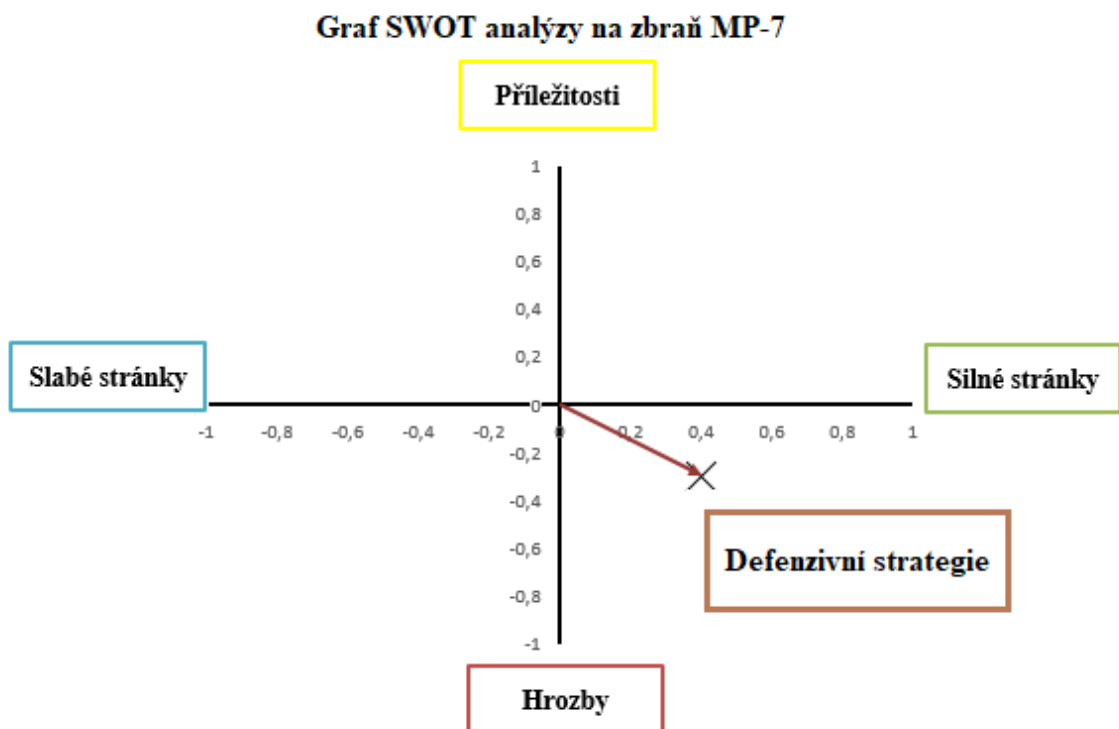 Graf SWOT analýzy na zbraň MP-7
Příležitosti
1
0,8
0,6
0,4
0,2
0
-0,2
-0,4
-0,6
-0,8
-1
Slabé stránky
Silné stránky
-1 -0,8 -0,6 -0,4 -0,2 0 0,2 0,4 0,6 0,8 1
Defenzivní strategie
Hrozby